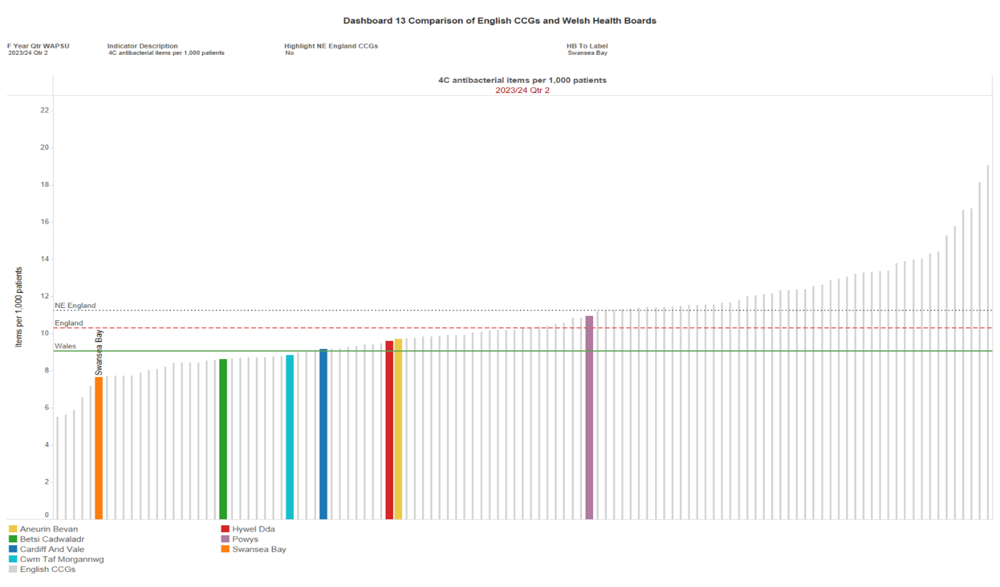 Dashboard 13 Comparison of English CCGs and Welsh Health Boards
F Year Qtr WAPSU Indicator Description Highlight NE England CCGs HB To Label
2023/24 Qtr 2 4C antibacterial items per 1,000 patients No Swansea Bay
4C antibacterial items per 1,000 patients
2023/24 Qtr 2
Items per 1,000 patients
22
20
18
16
14
12
10
8
6
4
2
0
NE England
England
Wales
Swansea Bay
Aneurin Bevan
Betsi Cadwaladr
Cardiff And Vale
Cwm Taf Morgannwg
English CCGs
Hywel Dda
Powys
Swansea Bay